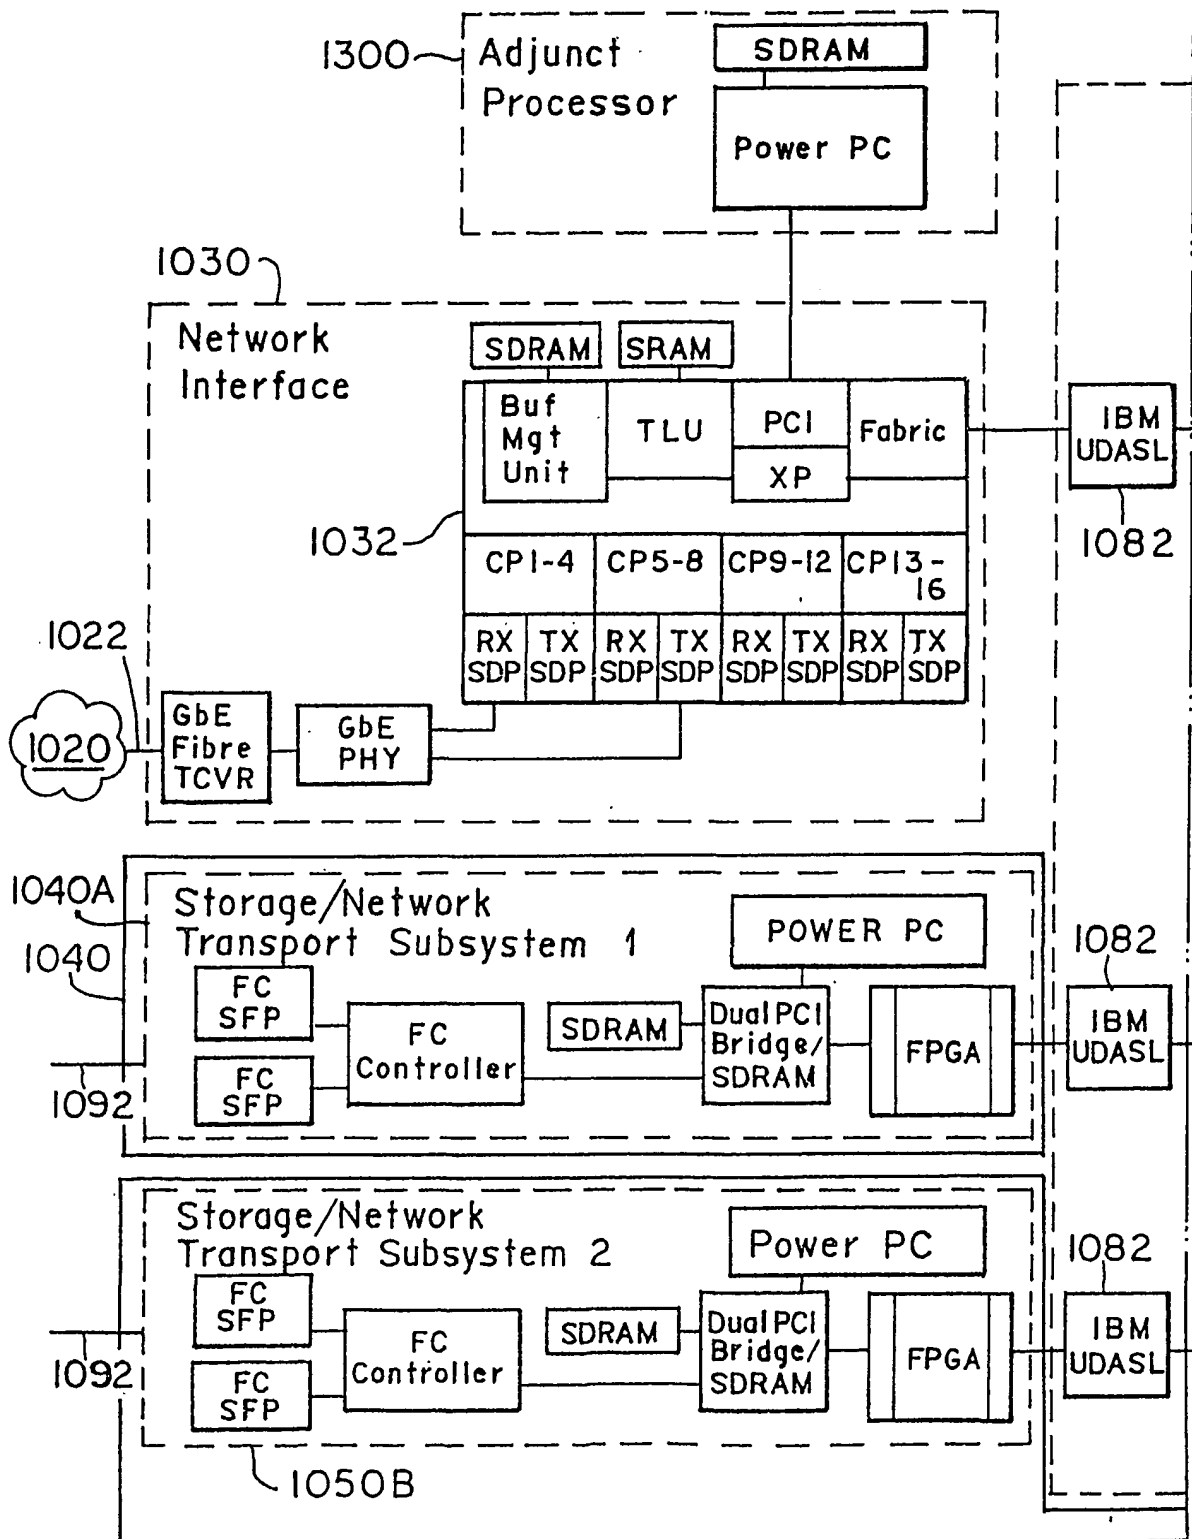 1300
Adjunct
Processor
SDRAM
Power PC
1030
Network
Interface
SDRAM
SRAM
Buf
Mgt
Unit
TLU
PCI
XP
Fabric
IBM
UDASL
1082
1032
CP1-4
CP5-8
CP9-12
CP13-
16
RX
SDP
TX
SDP
RX
SDP
TX
SDP
RX
SDP
TX
SDP
RX
SDP
TX
SDP
1022
1020
GbE
Fibre
TCVR
GbE
PHY
1040A
1040
Storage/Network
Transport Subsystem 1
POWER PC
FC
SFP
FC
SFP
FC
Controller
SDRAM
Dual PCI
Bridge/
SDRAM
FPGA
1082
IBM
UDASL
1092
Storage/Network
Transport Subsystem 2
Power PC
FC
SFP
FC
SFP
FC
Controller
SDRAM
Dual PCI
Bridge/
SDRAM
FPGA
1082
IBM
UDASL
1092
1050B